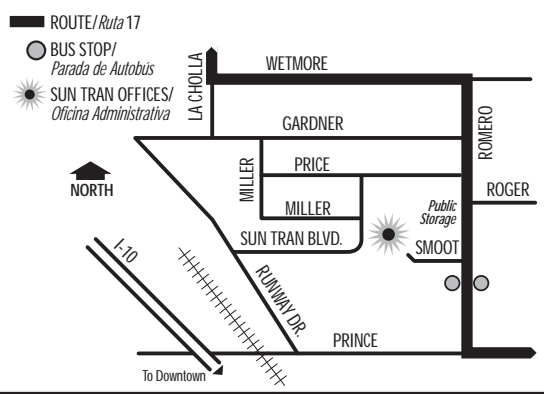 ROUTE/Ruta 17
BUS STOP/
Parada de Autobús
SUN TRAN OFFICES/
Oficina Administrativa
LA CHOLLA
WETMORE
GARDNER
ROMERO
MILLER
PRICE
NORTH
ROGER
MILLER
Public
Storage
SUN TRAN BLVD.
SMOOT
I-10
RUNWAY DR.
PRINCE
To Downtown